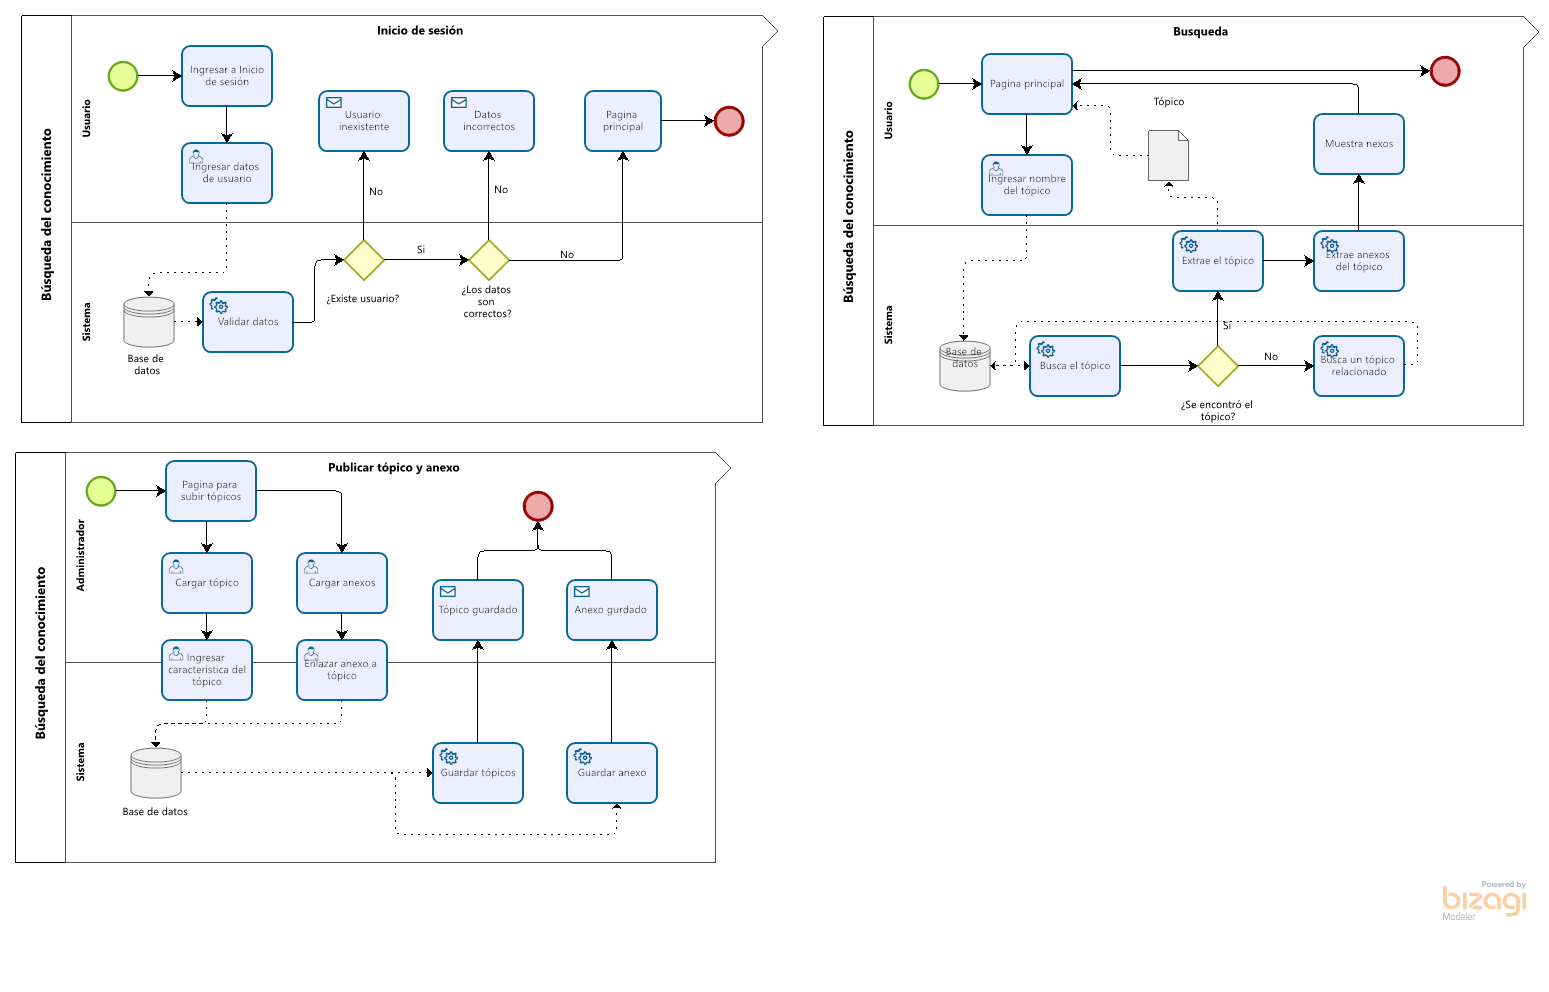 Inicio de sesión
Búsqueda del conocimiento
Usuario
Sistema
Ingresar a Inicio
de sesión
Ingresar datos
de usuario
Usuario
inexistente
Datos
incorrectos
Pagina
principal
No
No
Si
No
¿Existe usuario?
¿Los datos
son
correctos?
Validar datos
Base de
datos
Busqueda
Búsqueda del conocimiento
Usuario
Sistema
Pagina principal
Tópico
Muestra nexos
Ingresar nombre
del tópico
Extrae el tópico
Extrae anexos
del tópico
Si
Base de
datos
Busca el tópico
No
Busca un tópico
relacionado
¿Se encontró el
tópico?
Publicar tópico y anexo
Búsqueda del conocimiento
Administrador
Sistema
Pagina para
subir tópicos
Cargar tópico
Cargar anexos
Tópico guardado
Anexo gurdado
Ingresar
característica del
tópico
Enlazar anexo a
tópico
Guardar tópicos
Guardar anexo
Base de datos
Powered by
bizagi
Modeler